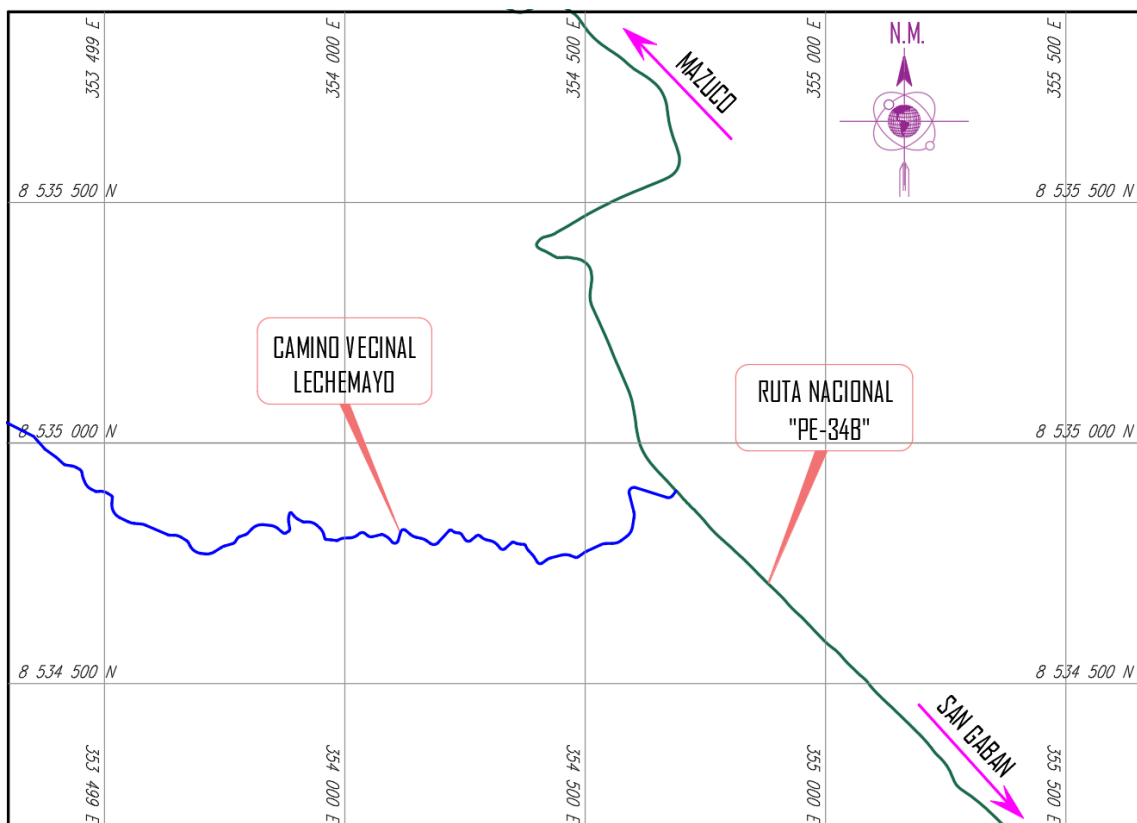 353 499 E
354 000 E
354 500 E
355 000 E
355 500 E
N.M.
MAZUCO
8 535 500 N
8 535 500 N
CAMINO VECINAL
LECHEMAYO
RUTA NACIONAL
"PE-34B"
8 535 000 N
8 535 000 N
8 534 500 N
8 534 500 N
SAN GABAN
353 499 E
354 000 E
354 500 E
355 000 E
355 500 E